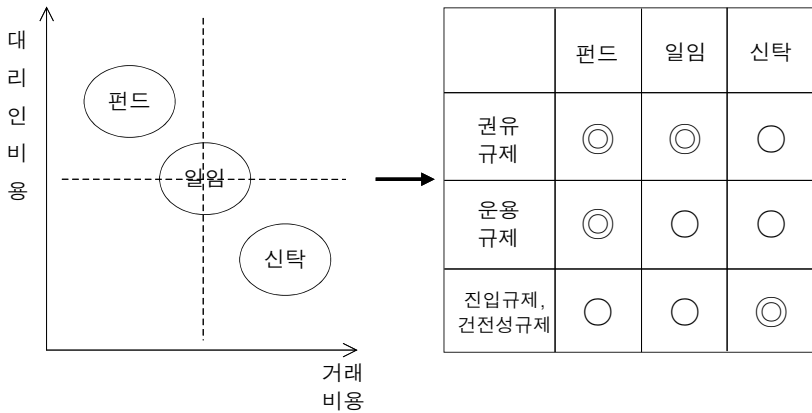 대
리
인
비
용
펀드
일임
신탁
거래
비용
펀드 일임 신탁
권유
규제
◎ ◎ ○
운용
규제
◎ ○ ○
진입규제,
건전성규제
○ ○ ◎